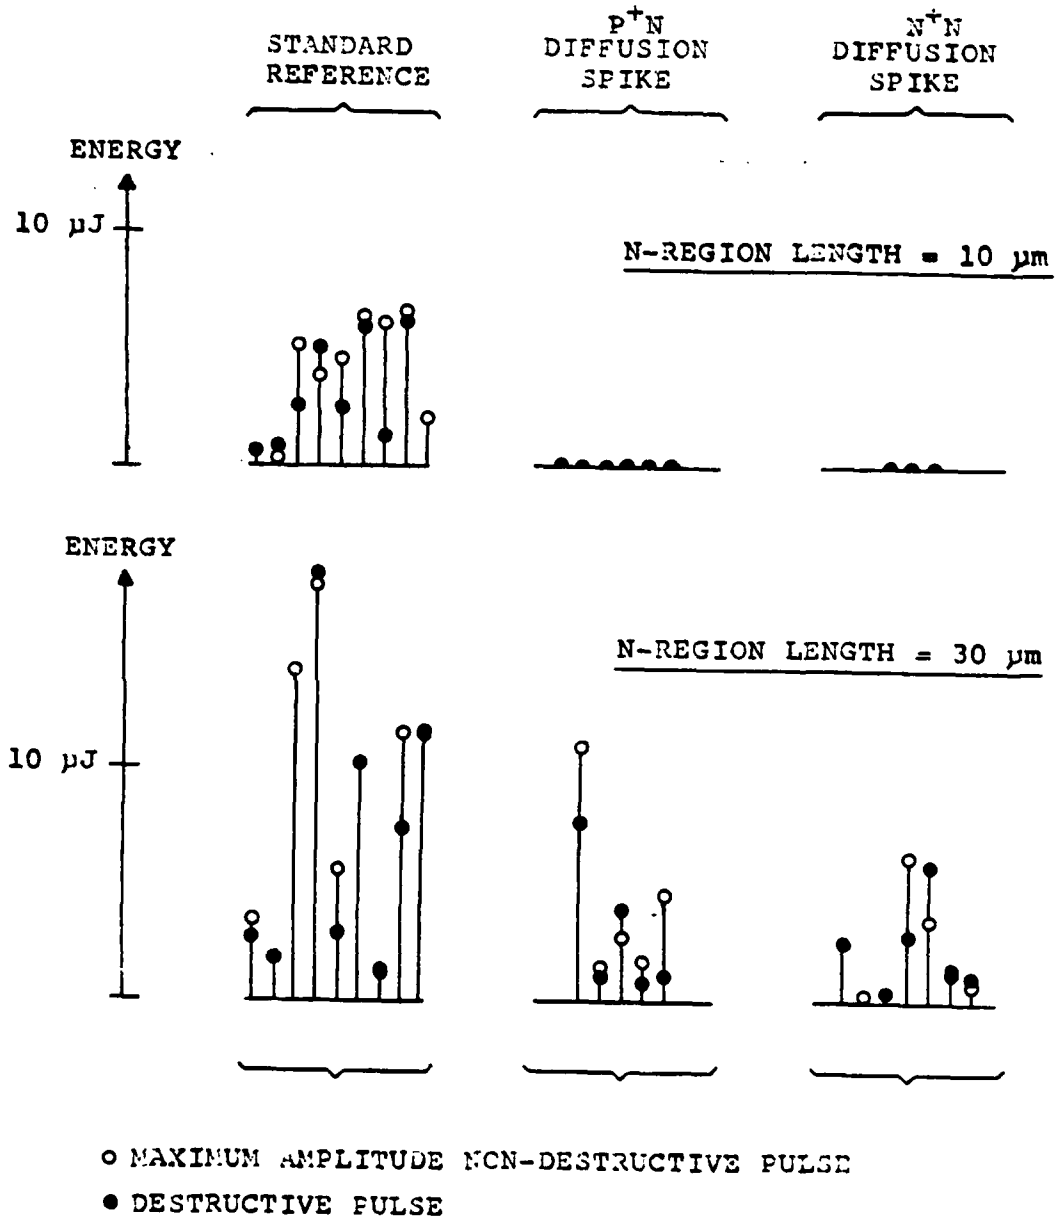 STANDARD
REFERENCE
P+N
DIFFUSION
SPIKE
N+N
DIFFUSION
SPIKE
ENERGY
10 µJ
N-REGION LENGTH = 10 µm
ENERGY
N-REGION LENGTH = 30 µm
10 µJ
O MAXIMUM AMPLITUDE NON-DESTRUCTIVE PULSE
● DESTRUCTIVE PULSE